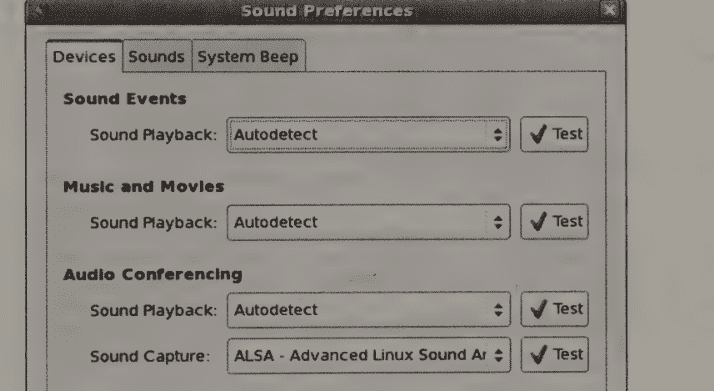 Sound Preferences
Devices Sounds System Beep
Sound Events
Sound Playback: Autodetect Test
Music and Movies
Sound Playback: Autodetect Test
Audio Conferencing
Sound Playback: Autodetect Test
Sound Capture: ALSA - Advanced Linux Sound Ar Test